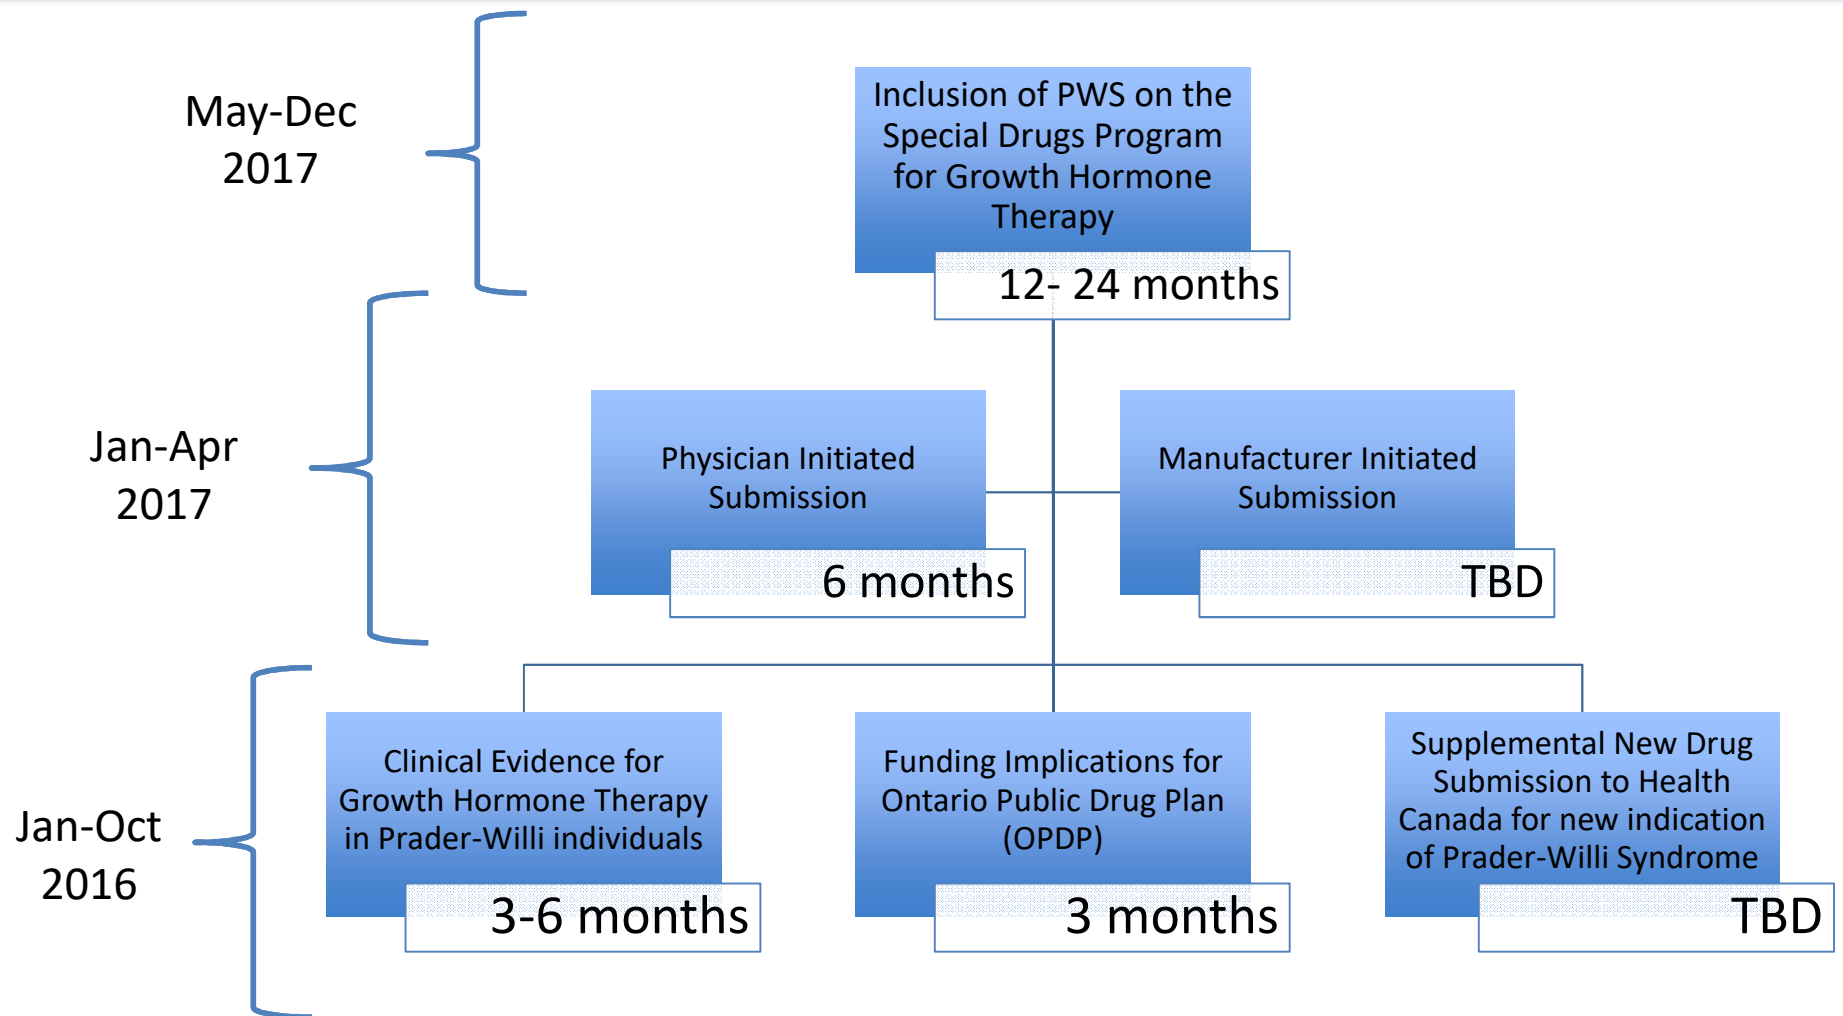 May-Dec
2017
Inclusion of PWS on the
Special Drugs Program
for Growth Hormone
Therapy
12- 24 months
Jan-Apr
2017
Physician Initiated
Submission
6 months
Manufacturer Initiated
Submission
TBD
Jan-Oct
2016
Clinical Evidence for
Growth Hormone Therapy
in Prader-Willi individuals
3-6 months
Funding Implications for
Ontario Public Drug Plan
(OPDP)
3 months
Supplemental New Drug
Submission to Health
Canada for new indication
of Prader-Willi Syndrome
TBD